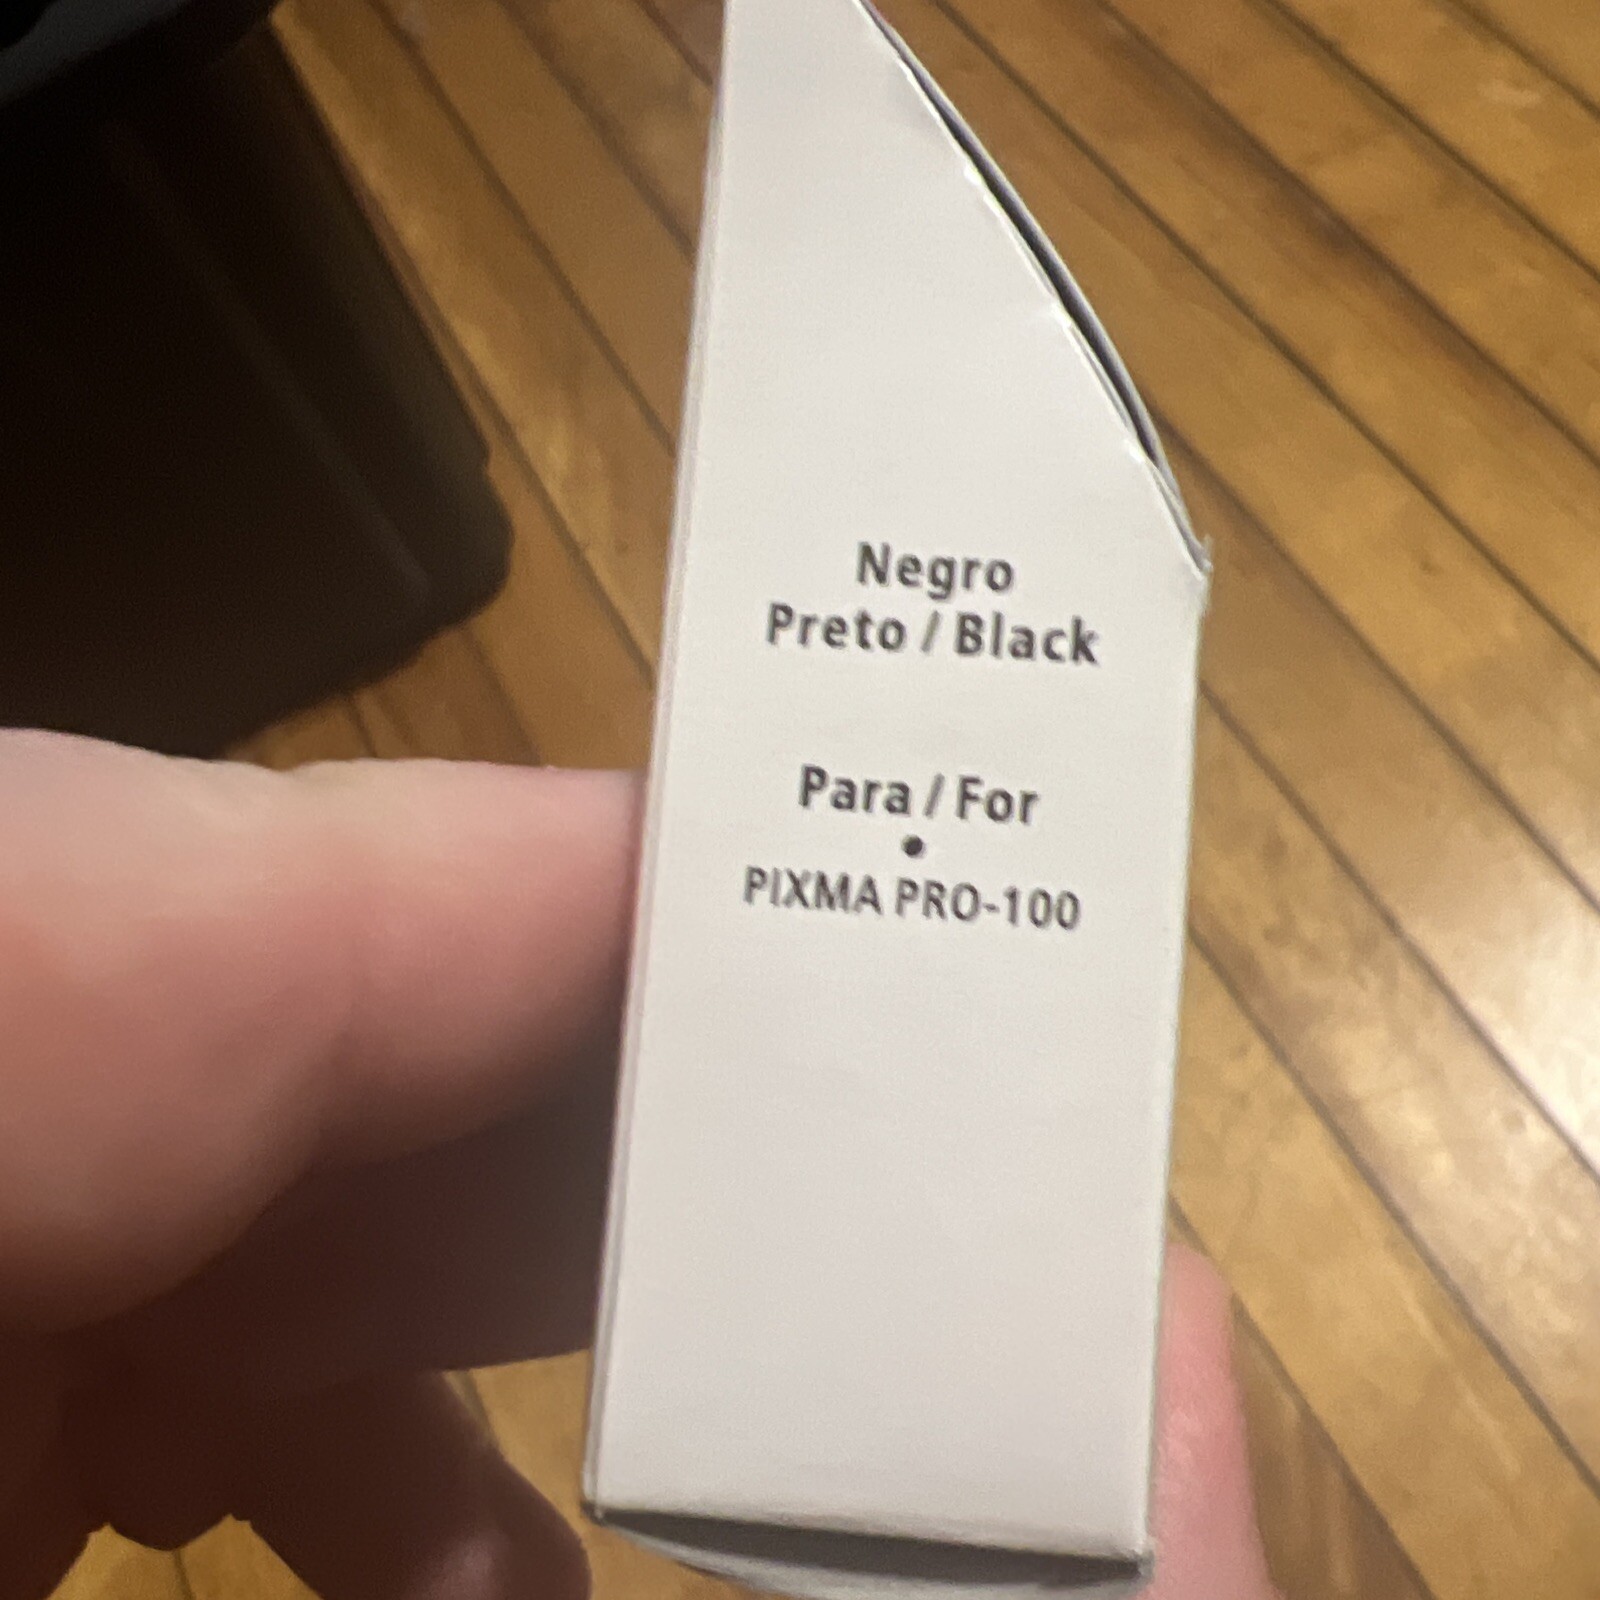 Negro
Preto / Black
Para / For
•
PIXMA PRO-100